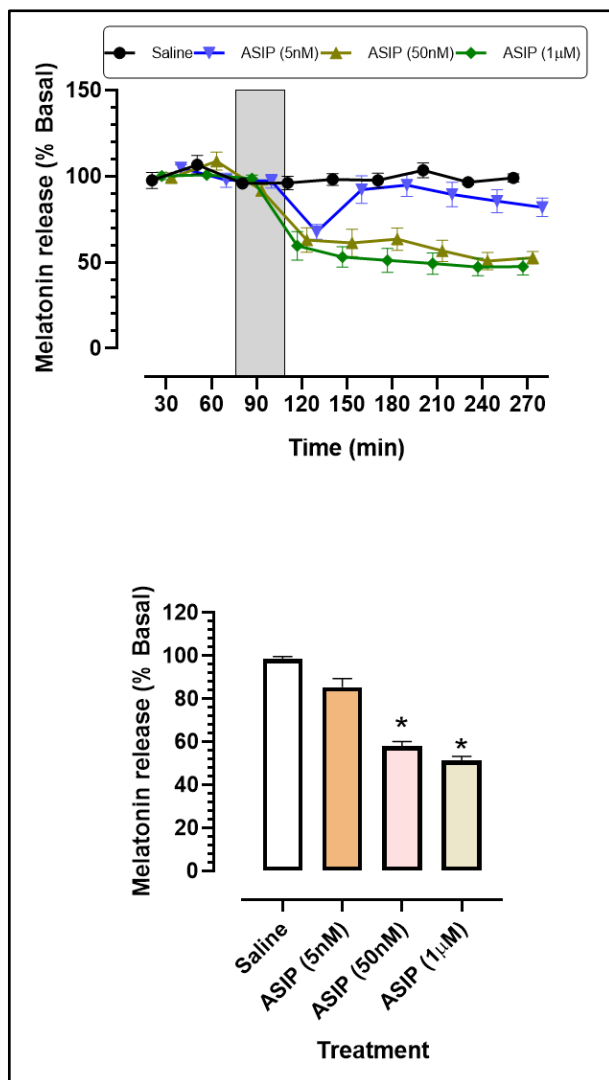 Saline ASIP (5nM) ASIP (50nM) ASIP (1μM)
Melatonin release (% Basal)
150
100
50
0
30 60 90 120 150 180 210 240 270
Time (min)
Melatonin release (% Basal)
120
100
80
60
40
20
0
* *
Saline ASIP (5nM) ASIP (50nM) ASIP (1μM)
Treatment